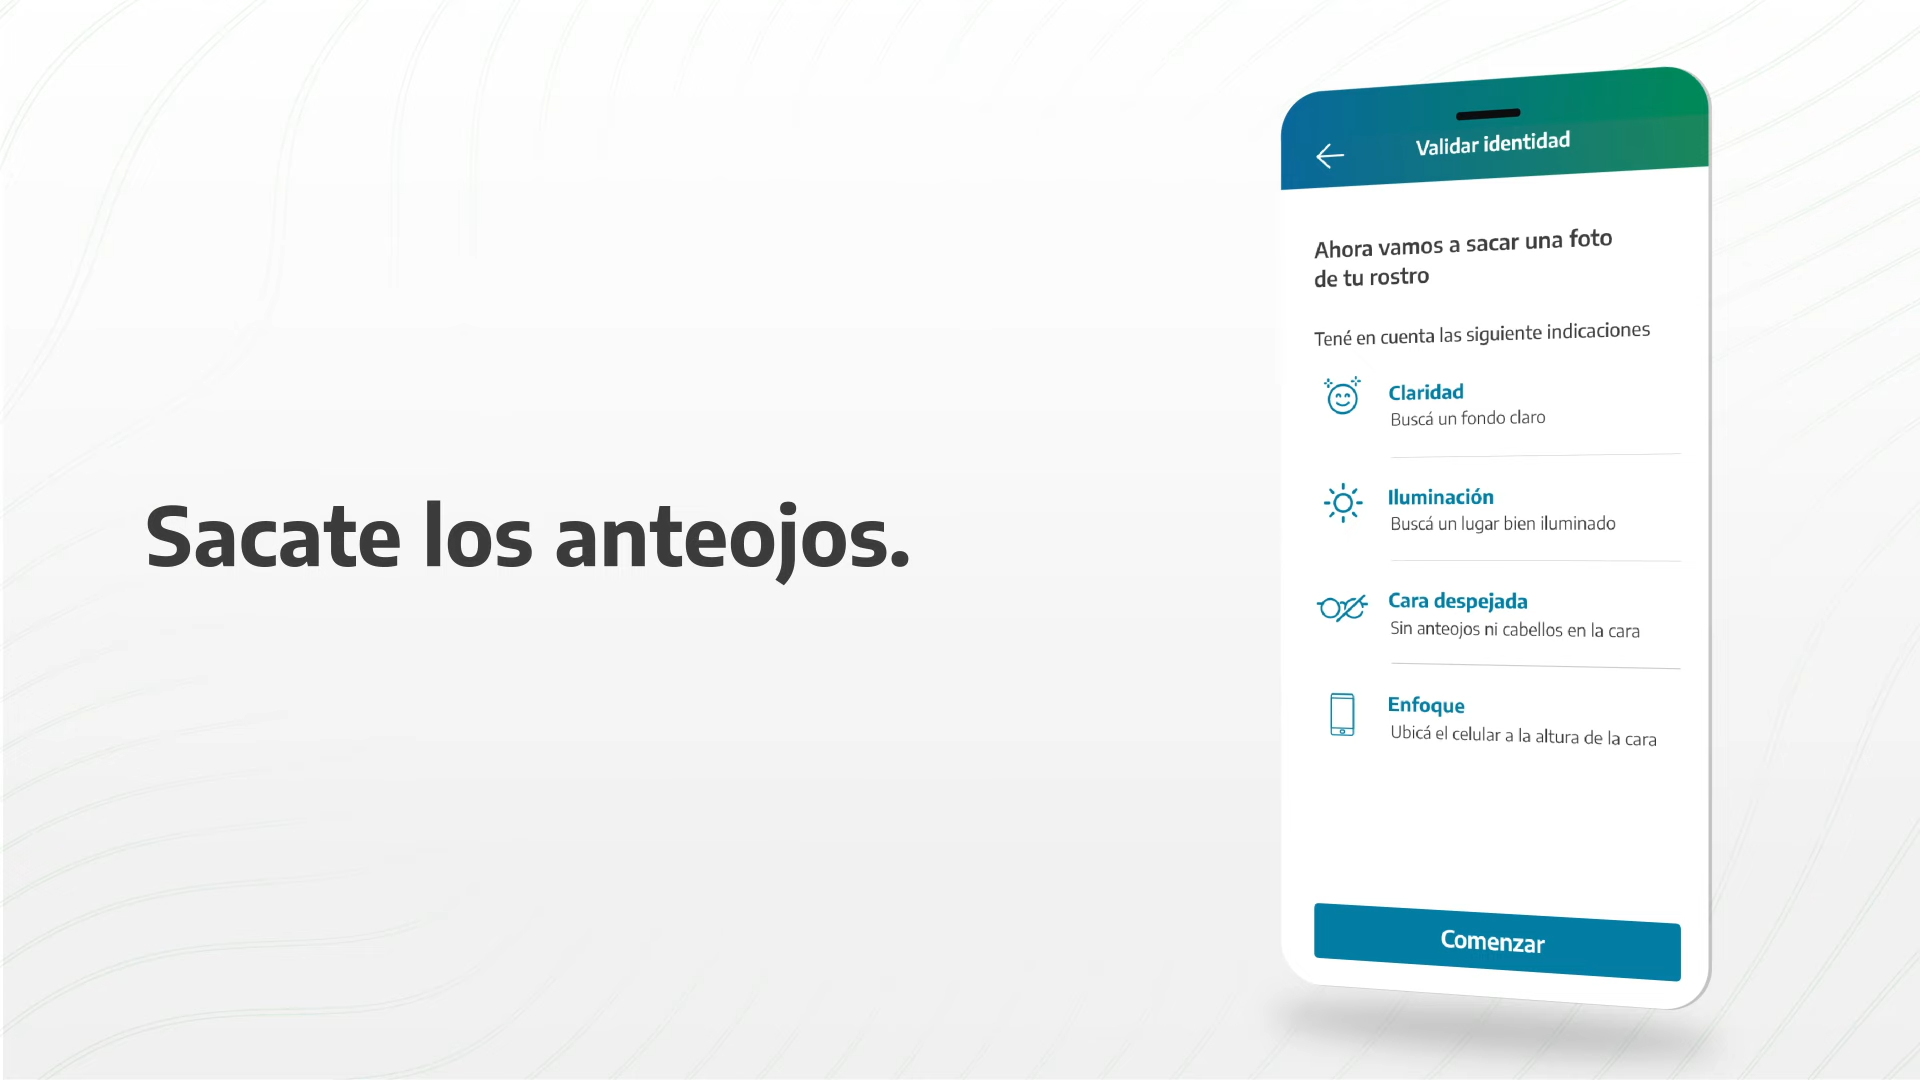 Sacate los anteojos.
Validar identidad
Ahora vamos a sacar una foto
de tu rostro
Tené en cuenta las siguiente indicaciones
Claridad
Buscá un fondo claro
Iluminación
Buscá un lugar bien iluminado
Cara despejada
Sin anteojos ni cabellos en la cara
Enfoque
Ubicá el celular a la altura de la cara
Comenzar